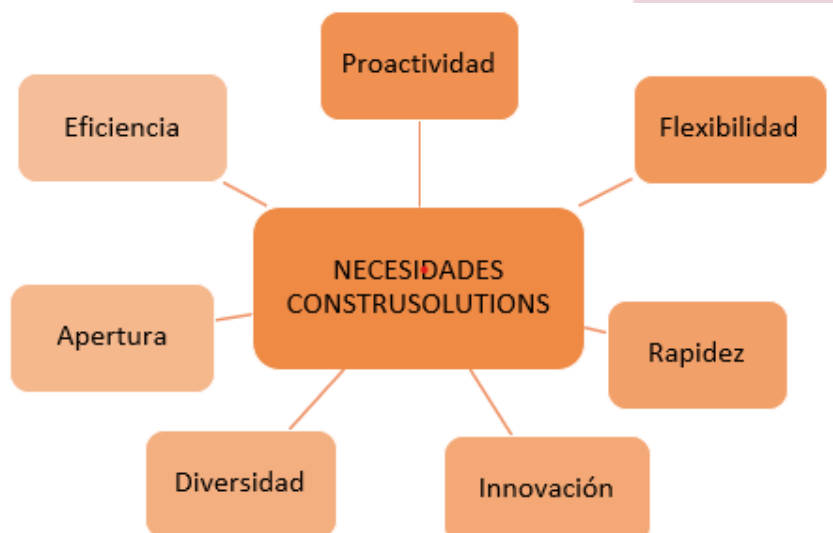 Proactividad
Eficiencia
Flexibilidad
NECESIDADES
CONSTRUSOLUTIONS
Apertura
Rapidez
Diversidad
Innovación